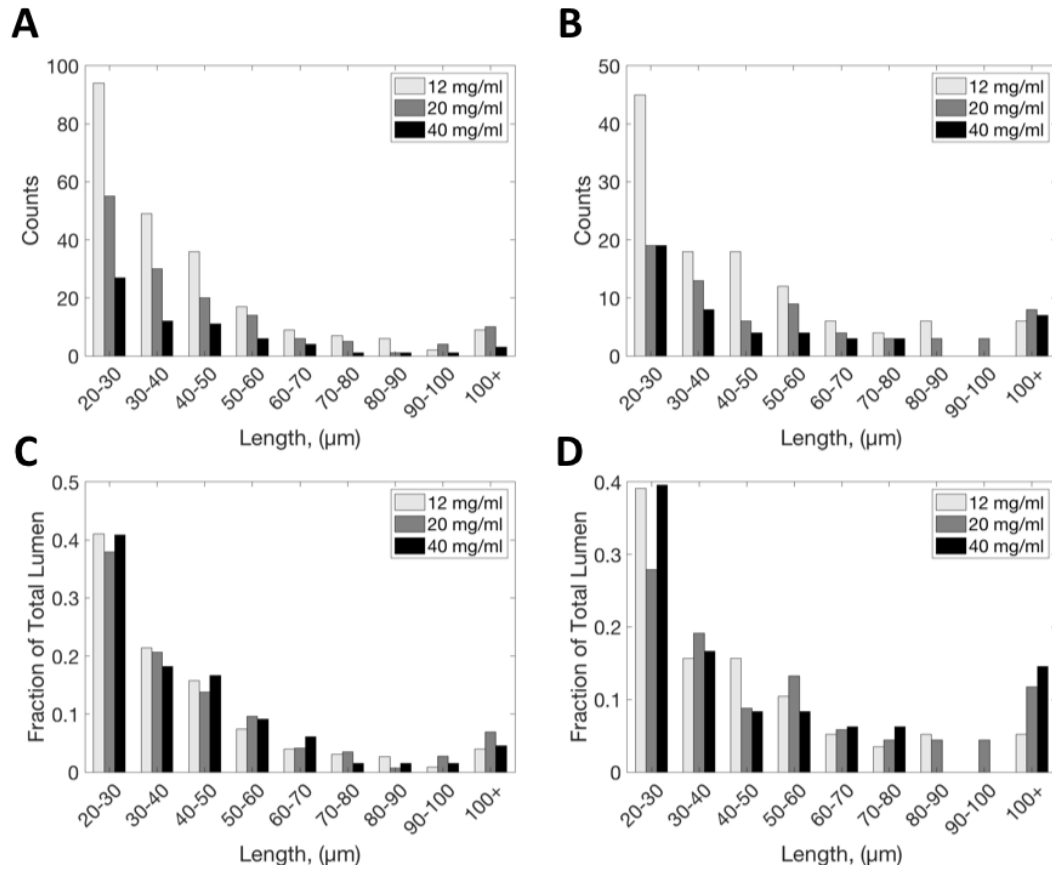 A
Counts
100
80
60
40
20
0
12 mg/ml
20 mg/ml
40 mg/ml
20-30
30-40
40-50
50-60
60-70
70-80
80-90
90-100
100+
Length, (µm)
B
Counts
50
40
30
20
10
0
12 mg/ml
20 mg/ml
40 mg/ml
20-30
30-40
40-50
50-60
60-70
70-80
80-90
90-100
100+
Length, (µm)
C
Fraction of Total Lumen
0.5
0.4
0.3
0.2
0.1
0
12 mg/ml
20 mg/ml
40 mg/ml
20-30
30-40
40-50
50-60
60-70
70-80
80-90
90-100
100+
Length, (µm)
D
Fraction of Total Lumen
0.4
0.3
0.2
0.1
0
12 mg/ml
20 mg/ml
40 mg/ml
20-30
30-40
40-50
50-60
60-70
70-80
80-90
90-100
100+
Length, (µm)